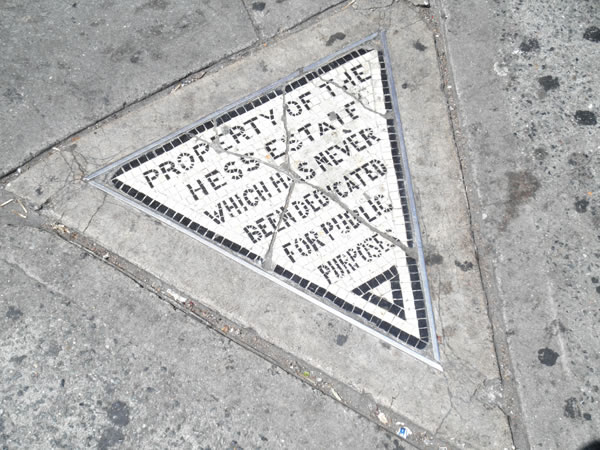 PROPERTY OF THE
HESS ESTATE
WHICH HAS NEVER
BEEN DEDICATED
FOR PUBLIC
PURPOSES